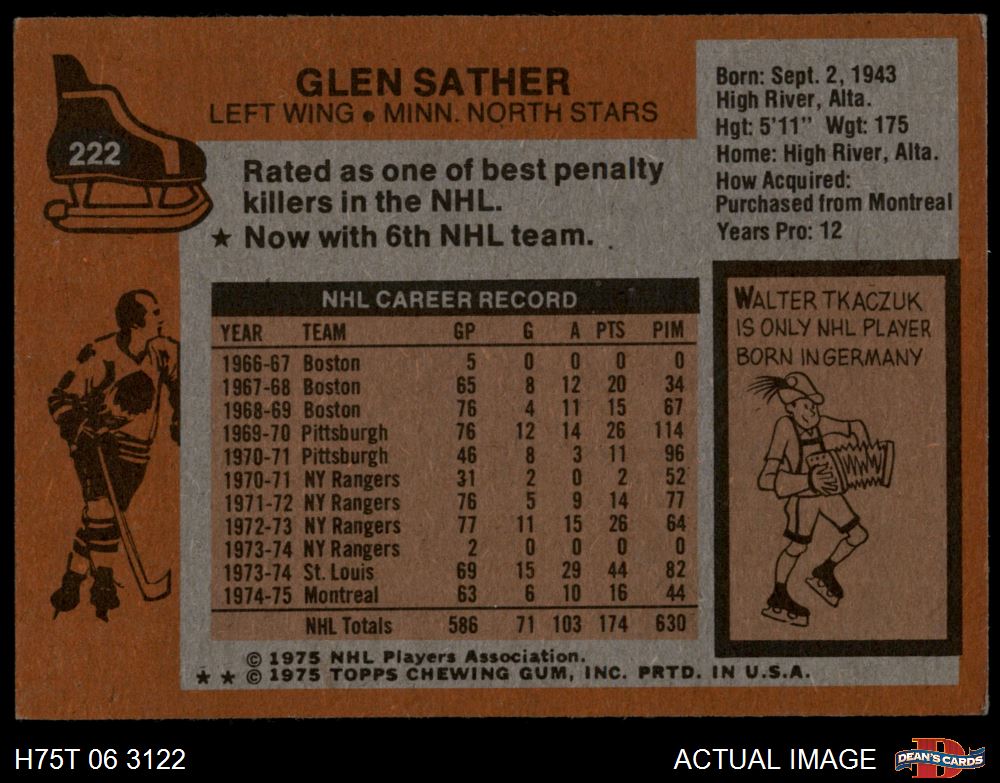 GLEN SATHER
LEFT WING • MINN. NORTH STARS
222
Born: Sept. 2, 1943
High River, Alta.
Hgt: 5'11" Wgt: 175
Home: High River, Alta.
How Acquired:
Purchased from Montreal
Years Pro: 12
Rated as one of best penalty
killers in the NHL.
★ Now with 6th NHL team.
NHL CAREER RECORD
YEAR TEAM GP G A PTS PIM
1966-67 Boston 5 0 0 0 0
1967-68 Boston 65 8 12 20 34
1968-69 Boston 76 4 11 15 67
1969-70 Pittsburgh 76 12 14 26 114
1970-71 Pittsburgh 46 8 3 11 96
1970-71 NY Rangers 31 2 0 2 52
1971-72 NY Rangers 76 5 9 14 77
1972-73 NY Rangers 77 11 15 26 64
1973-74 NY Rangers 2 0 0 0 0
1973-74 St. Louis 69 15 29 44 82
1974-75 Montreal 63 6 10 16 44
NHL Totals 586 71 103 174 630
WALTER TKACZUK
IS ONLY NHL PLAYER
BORN IN GERMANY
© 1975 NHL Players Association.
★ ★ © 1975 TOPPS CHEWING GUM, INC. PRTD. IN U.S.A.
H75T 06 3122
ACTUAL IMAGE
D
DEAN'S CARDS